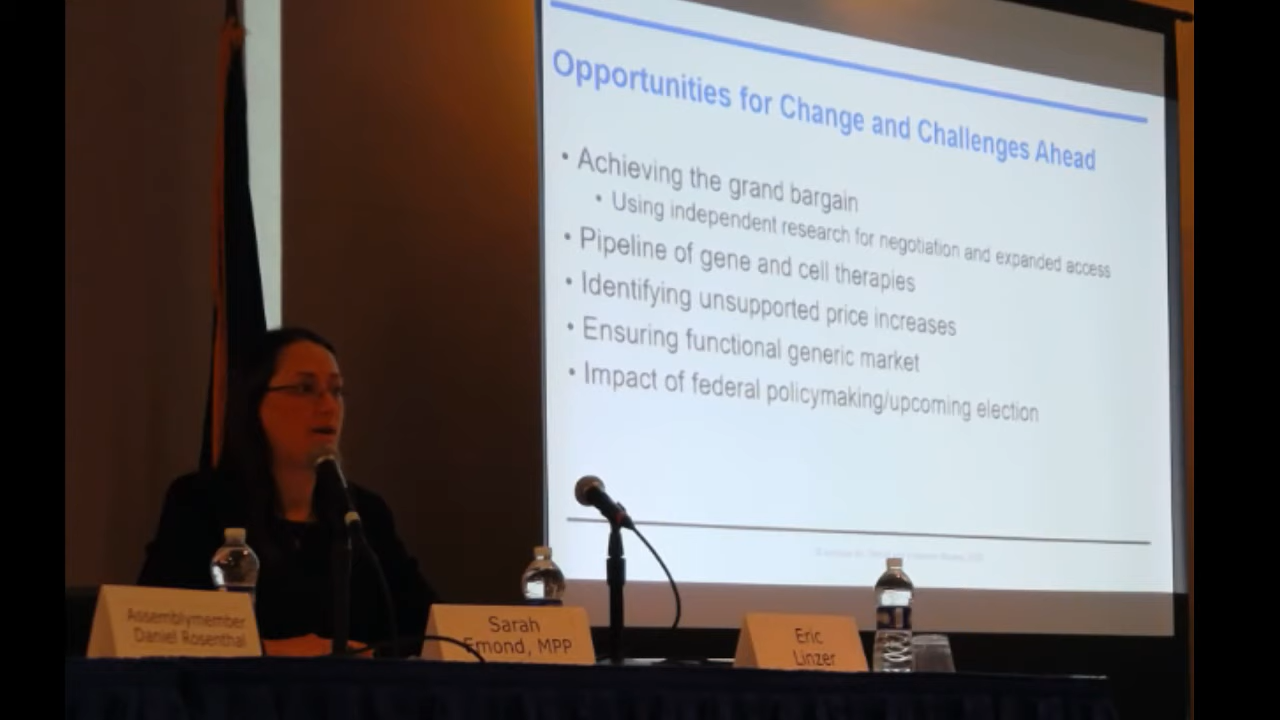 Opportunities for Change and Challenges Ahead
• Achieving the grand bargain
• Using independent research for negotiation and expanded access
• Pipeline of gene and cell therapies
• Identifying unsupported price increases
• Ensuring functional generic market
• Impact of federal policymaking/upcoming election
Assemblymember
Daniel Rosenthal
Sarah
Emond, MPP
Eric
Linzer